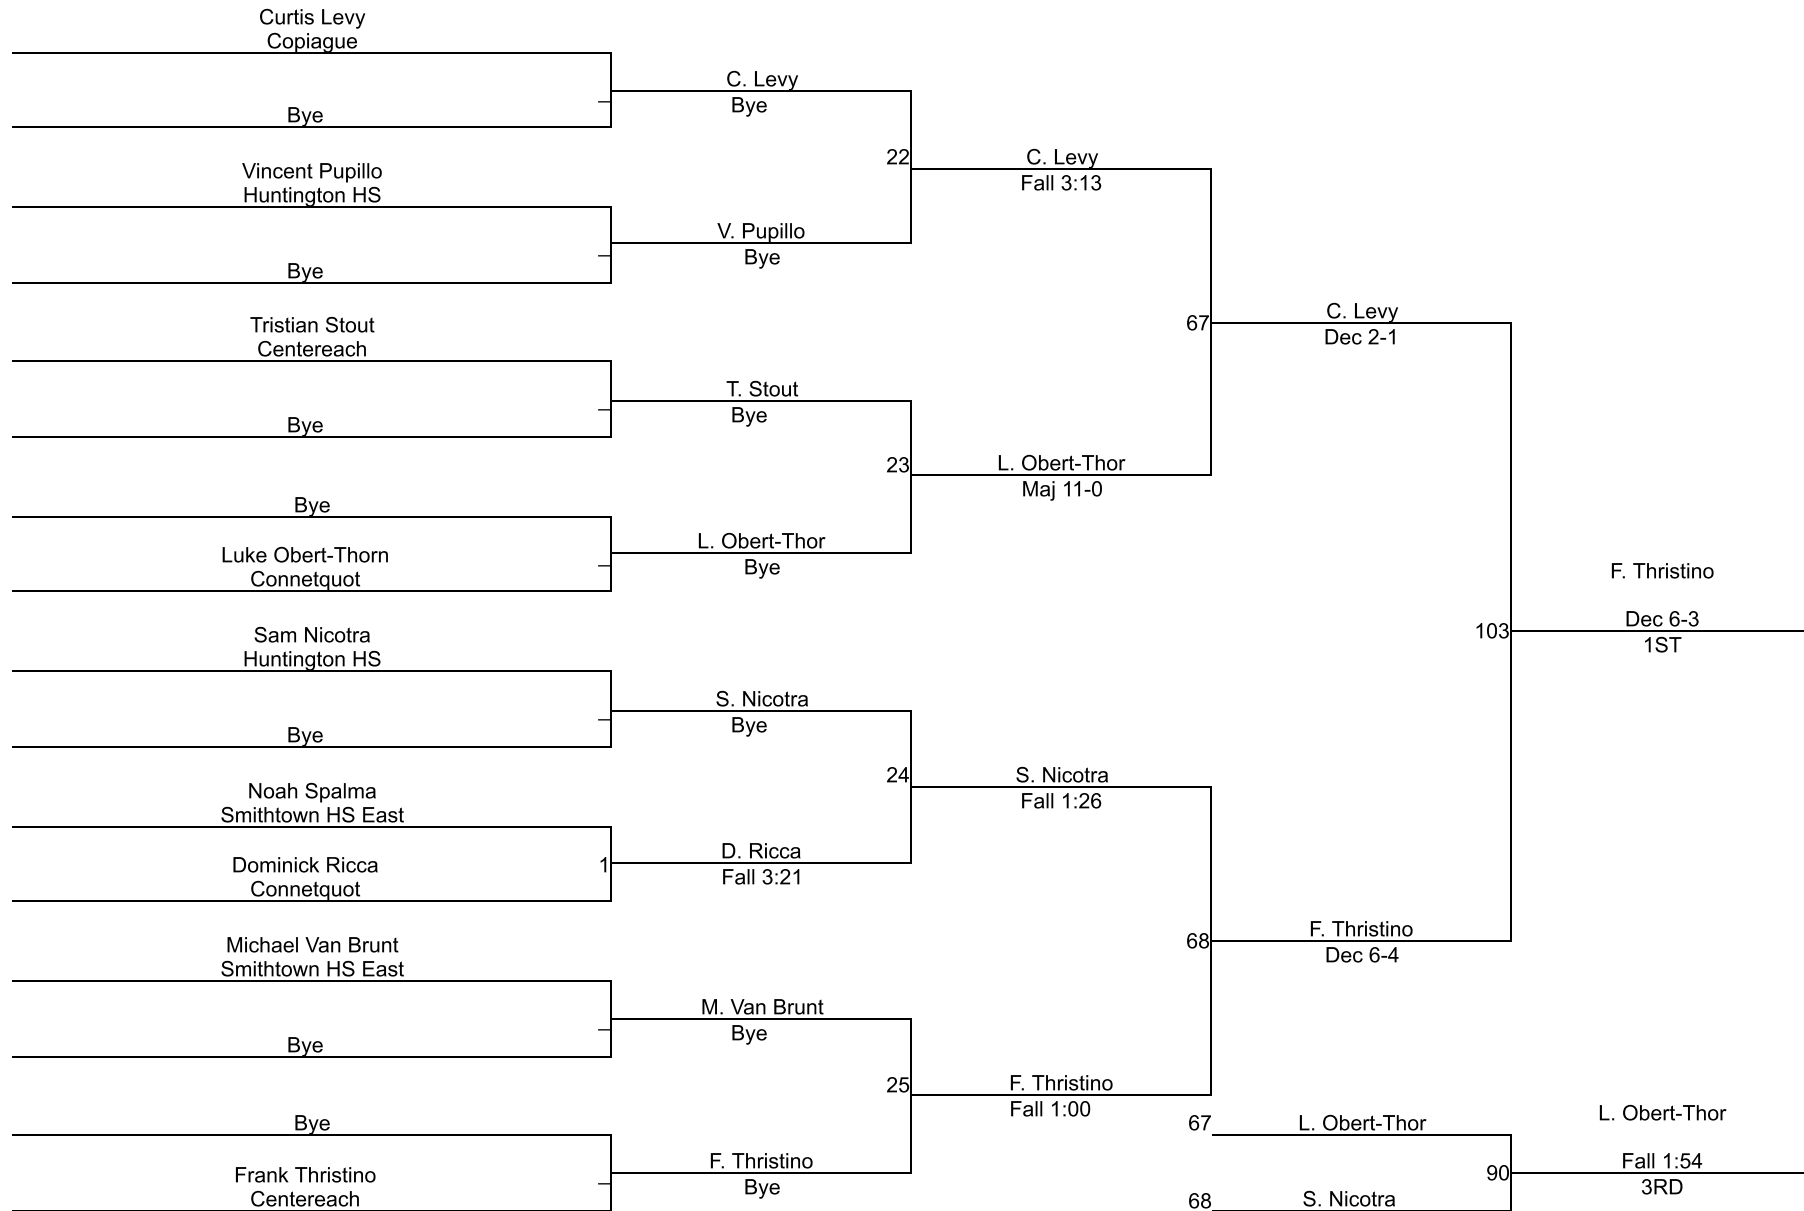 Curtis Levy
Copiague
Bye
Vincent Pupillo
Huntington HS
Bye
Tristian Stout
Centereach
Bye
Bye
Luke Obert-Thorn
Connetquot
Sam Nicotra
Huntington HS
Bye
Noah Spalma
Smithtown HS East
Dominick Ricca
Connetquot
Michael Van Brunt
Smithtown HS East
Bye
Bye
Frank Thristino
Centereach
1
C. Levy
Bye
V. Pupillo
Bye
T. Stout
Bye
L. Obert-Thor
Bye
S. Nicotra
Bye
D. Ricca
Fall 3:21
M. Van Brunt
Bye
F. Thristino
Bye
22
23
24
25
C. Levy
Fall 3:13
L. Obert-Thor
Maj 11-0
S. Nicotra
Fall 1:26
F. Thristino
Fall 1:00
67
68
C. Levy
Dec 2-1
F. Thristino
Dec 6-4
103
F. Thristino
Dec 6-3
1ST
67
L. Obert-Thor
68
S. Nicotra
90
L. Obert-Thor
Fall 1:54
3RD